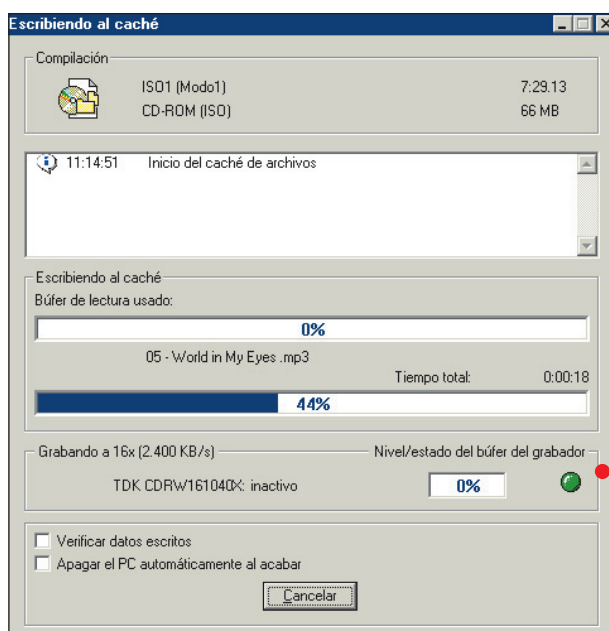 Escribiendo al caché
Compilación
ISO1 (Modo1) 7:29.13
CD-ROM (ISO) 66 MB
11:14:51 Inicio del caché de archivos
Escribiendo al caché
Búfer de lectura usado:
0%
05 - World in My Eyes .mp3
Tiempo total: 0:00:18
44%
Grabando a 16x (2.400 KB/s) Nivel/estado del búfer del grabador
TDK CDRW161040X: inactivo 0%
Verificar datos escritos
Apagar el PC automáticamente al acabar
Cancelar